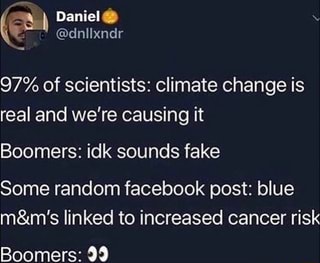 Daniel 🎃
@dnllxndr
97% of scientists: climate change is
real and we're causing it
Boomers: idk sounds fake
Some random facebook post: blue
m&m's linked to increased cancer risk
Boomers: 👀